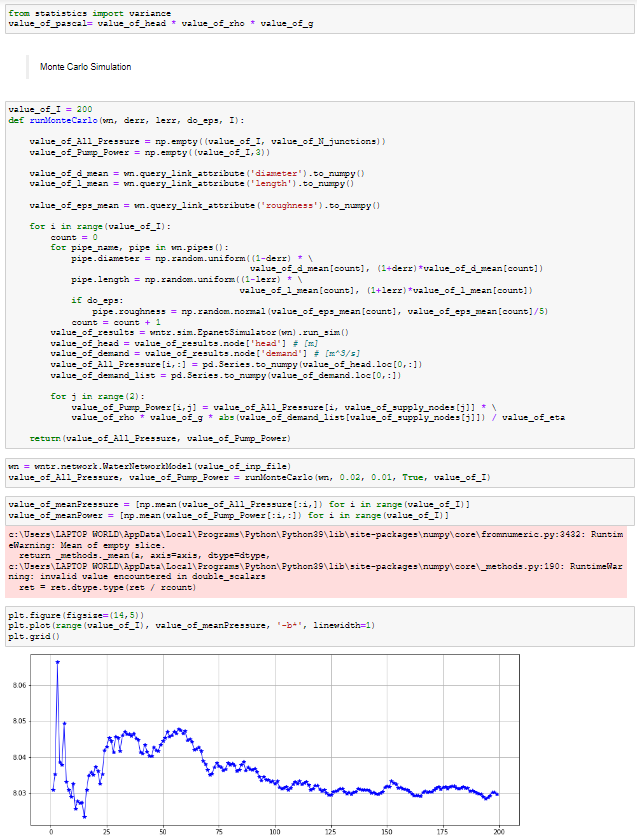 from statistics import variance
value_of_pascal= value_of_head * value_of_rho * value_of_g
Monte Carlo Simulation
value_of_I = 200
def runMonteCarlo(wn, derr, lerr, do_eps, I):
value_of_All_Pressure = np.empty((value_of_I, value_of_N_junctions))
value_of_Pump_Power = np.empty((value_of_I,3))
value_of_d_mean = wn.query_link_attribute('diameter').to_numpy()
value_of_l_mean = wn.query_link_attribute('length').to_numpy()
value_of_eps_mean = wn.query_link_attribute('roughness').to_numpy()
for i in range(value_of_I):
count = 0
for pipe_name, pipe in wn.pipes():
pipe.diameter = np.random.uniform((1-derr) * \
value_of_d_mean[count], (1+derr)*value_of_d_mean[count])
pipe.length = np.random.uniform((1-lerr) * \
value_of_l_mean[count], (1+lerr)*value_of_l_mean[count])
if do_eps:
pipe.roughness = np.random.normal(value_of_eps_mean[count], value_of_eps_mean[count]/5)
count = count + 1
value_of_results = wntr.sim.EpanetSimulator(wn).run_sim()
value_of_head = value_of_results.node['head'] # [m]
value_of_demand = value_of_results.node['demand'] # [m^3/s]
value_of_All_Pressure[i,:] = pd.Series.to_numpy(value_of_head.loc[0,:])
value_of_demand_list = pd.Series.to_numpy(value_of_demand.loc[0,:])
for j in range(2):
value_of_Pump_Power[i,j] = value_of_All_Pressure[i, value_of_supply_nodes[j]] * \
value_of_rho * value_of_g * abs(value_of_demand_list[value_of_supply_nodes[j]]) / value_of_eta
return(value_of_All_Pressure, value_of_Pump_Power)
wn = wntr.network.WaterNetworkModel(value_of_inp_file)
value_of_All_Pressure, value_of_Pump_Power = runMonteCarlo(wn, 0.02, 0.01, True, value_of_I)
value_of_meanPressure = [np.mean(value_of_All_Pressure[:i,]) for i in range(value_of_I)]
value_of_meanPower = [np.mean(value_of_Pump_Power[:i,:]) for i in range(value_of_I)]
c:\Users\LAPTOP WORLD\AppData\Local\Programs\Python\Python39\lib\site-packages\numpy\core\fromnumeric.py:3432: Runtim
eWarning: Mean of empty slice.
return _methods._mean(a, axis=axis, dtype=dtype,
c:\Users\LAPTOP WORLD\AppData\Local\Programs\Python\Python39\lib\site-packages\numpy\core\_methods.py:190: RuntimeWar
ning: invalid value encountered in double_scalars
ret = ret.dtype.type(ret / rcount)
plt.figure(figsize=(14,5))
plt.plot(range(value_of_I), value_of_meanPressure, '-b*', linewidth=1)
plt.grid()
8.06
8.05
8.04
8.03
0 25 50 75 100 125 150 175 200